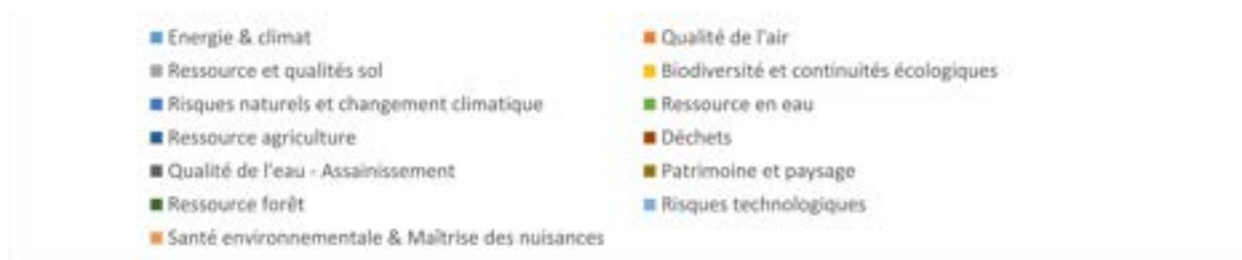 Energie & climat
Qualité de l'air
Ressource et qualités sol
Biodiversité et continuités écologiques
Risques naturels et changement climatique
Ressource en eau
Ressource agriculture
Déchets
Qualité de l'eau - Assainissement
Patrimoine et paysage
Ressource forêt
Risques technologiques
Santé environnementale & Maîtrise des nuisances